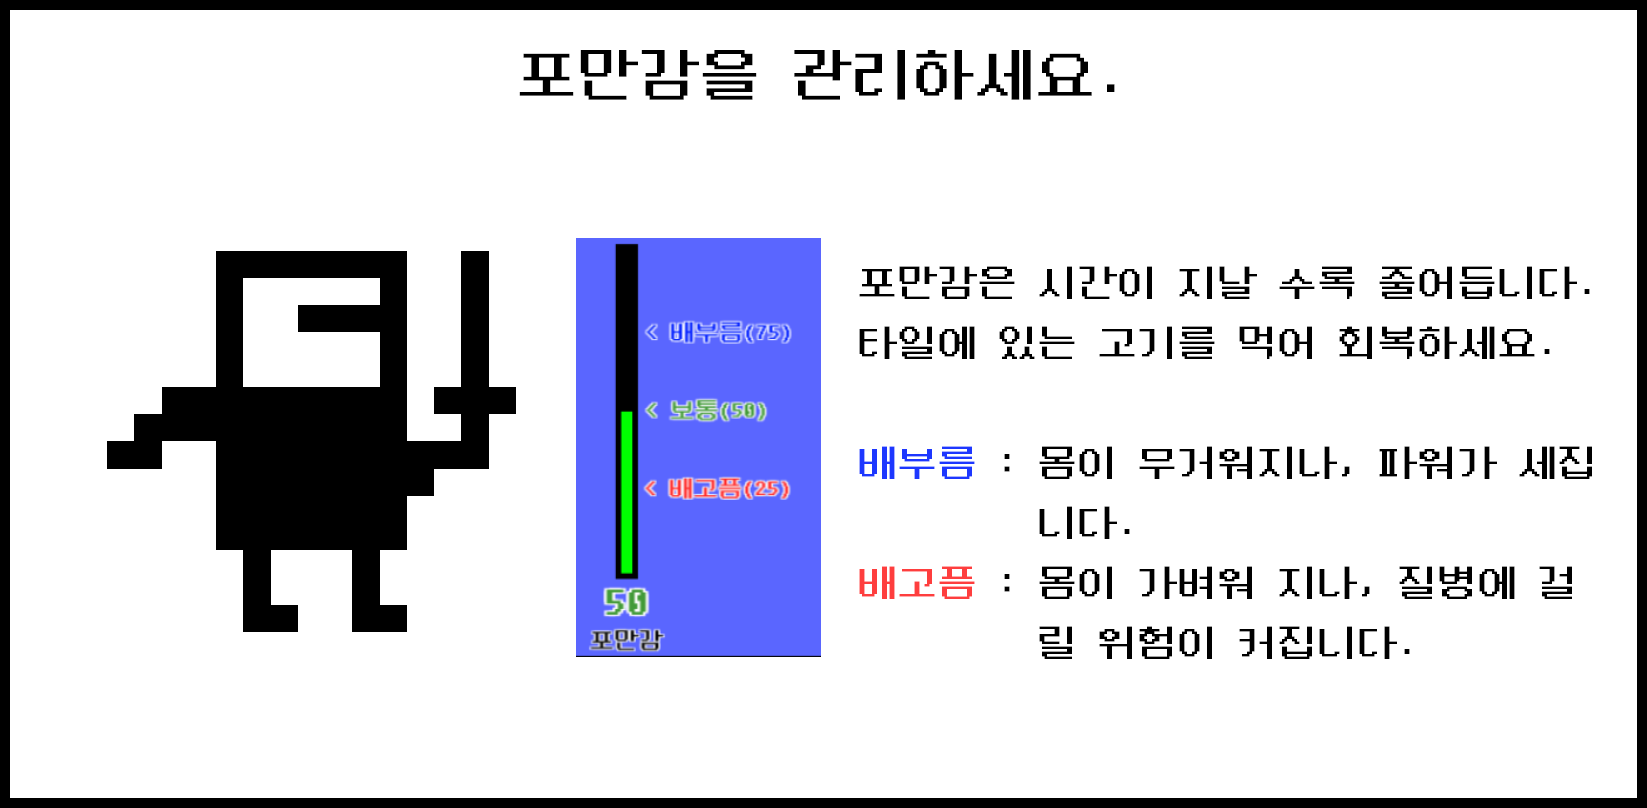 포만감을 관리하세요.
< 배부름(75)
< 보통(50)
< 배고픔(25)
50
포만감
포만감은 시간이 지날 수록 줄어듭니다.
타일에 있는 고기를 먹어 회복하세요.
배부름 : 몸이 무거워지나, 파워가 세집
니다.
배고픔 : 몸이 가벼워 지나, 질병에 걸
릴 위험이 커집니다.